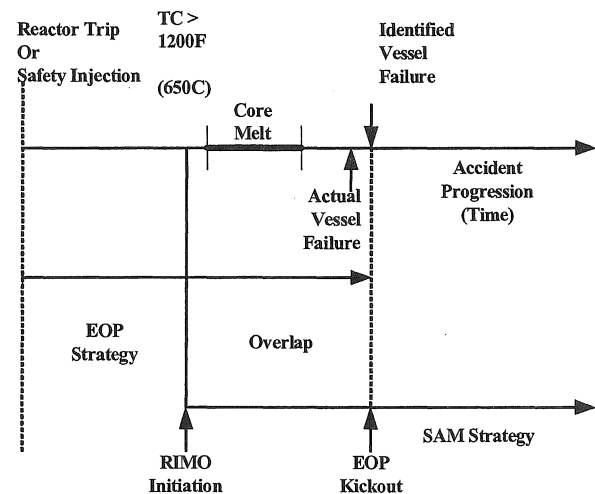 Reactor Trip
Or
Safety Injection
TC >
1200F
(650C)
Identified
Vessel
Failure
Core
Melt
Actual
Vessel
Failure
Accident
Progression
(Time)
EOP
Strategy
Overlap
SAM Strategy
RIMO
Initiation
EOP
Kickout